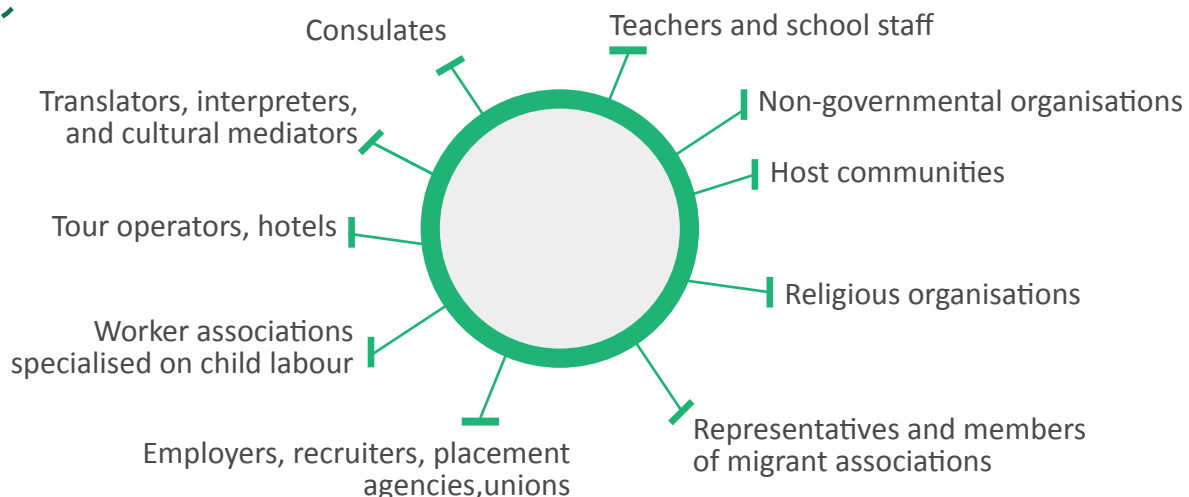 Consulates
Teachers and school staff
Translators, interpreters,
and cultural mediators
Non-governmental organisations
Host communities
Tour operators, hotels
Religious organisations
Worker associations
specialised on child labour
Representatives and members
of migrant associations
Employers, recruiters, placement
agencies,unions